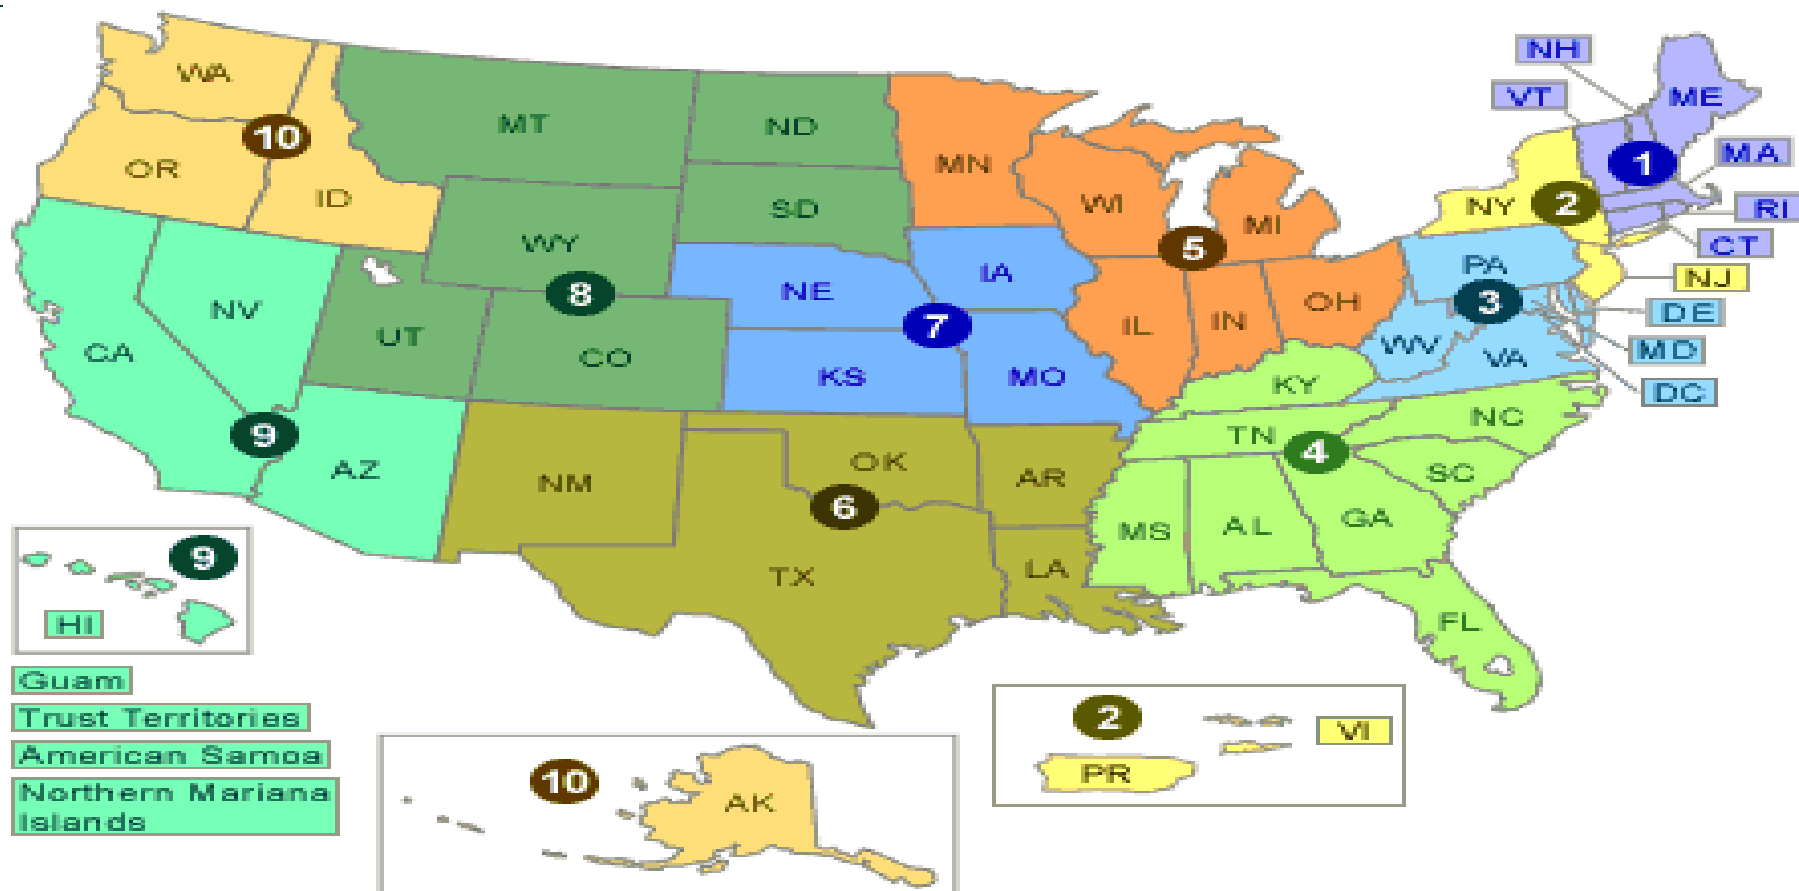 NH
VT
ME
WA
MT
ND
MN
10
OR
ID
SD
WI
MI
NY
2
1
MA
RI
CT
WY
5
PA
NJ
8
NE
IA
3
DE
NV
UT
CO
7
IL
IN
OH
WV
VA
MD
CA
KS
MO
KY
DC
9
AZ
NM
OK
6
AR
TN
4
NC
SC
MS
AL
GA
TX
LA
FL
9
HI
Guam
Trust Territories
American Samoa
Northern Mariana
Islands
10
AK
2
VI
PR